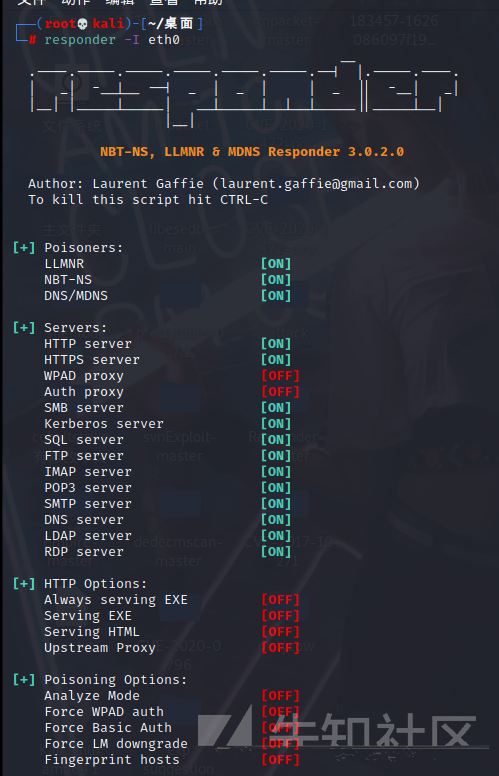 文件 动作 编辑 查看 帮助
(root💀kali)-[~/桌面]
# responder -I eth0
NBT-NS, LLMNR & MDNS Responder 3.0.2.0
Author: Laurent Gaffie (laurent.gaffie@gmail.com)
To kill this script hit CTRL-C
[+] Poisoners:
LLMNR [ON]
NBT-NS [ON]
DNS/MDNS [ON]
[+] Servers:
HTTP server [ON]
HTTPS server [ON]
WPAD proxy [OFF]
Auth proxy [OFF]
SMB server [ON]
Kerberos server [ON]
SQL server [ON]
FTP server [ON]
IMAP server [ON]
POP3 server [ON]
SMTP server [ON]
DNS server [ON]
LDAP server [ON]
RDP server [ON]
[+] HTTP Options:
Always serving EXE [OFF]
Serving EXE [OFF]
Serving HTML [OFF]
Upstream Proxy [OFF]
[+] Poisoning Options:
Analyze Mode [OFF]
Force WPAD auth [OFF]
Force Basic Auth [OFF]
Force LM downgrade [OFF]
Fingerprint hosts [OFF]